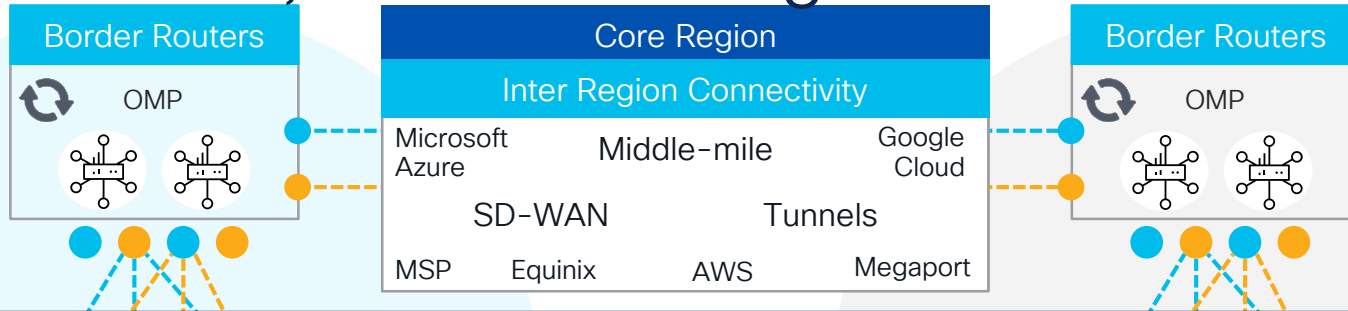 Border Routers
OMP
Core Region
Inter Region Connectivity
Microsoft
Azure
Middle-mile
Google
Cloud
SD-WAN
Tunnels
MSP
Equinix
AWS
Megaport
Border Routers
OMP